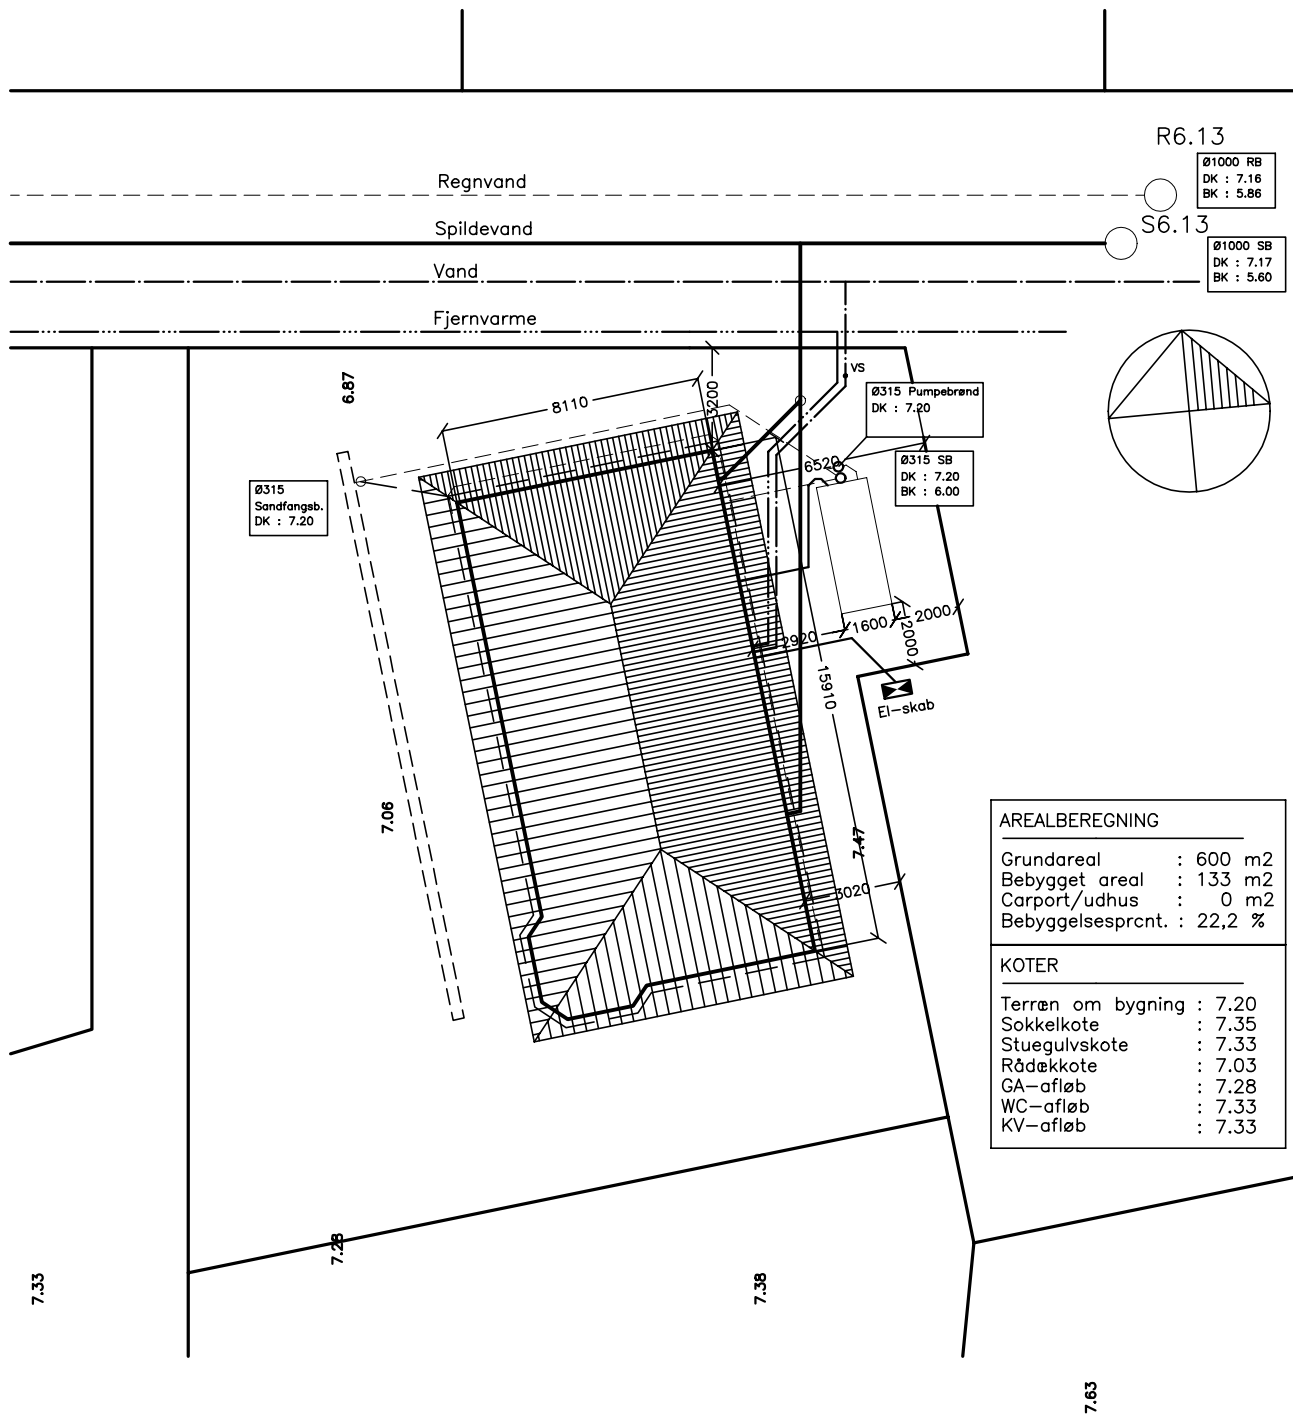 R6.13
Ø1000 RB
DK : 7.16
BK : 5.86
Regnvand
S6.13
Spildevand
Ø1000 SB
DK : 7.17
BK : 5.60
Vand
Fjernvarme
6.87
8110
3200
VS
Ø315 Pumpebrønd
DK : 7.20
6520
Ø315 SB
DK : 7.20
BK : 6.00
Ø315
Sandfangsb.
DK : 7.20
2920
1600
2000
2000
15910
El-skab
7.06
7.47
3020
AREALBEREGNING
Grundareal : 600 m2
Bebygget areal : 133 m2
Carport/udhus : 0 m2
Bebyggelsesprcnt. : 22,2 %
KOTER
Terræn om bygning : 7.20
Sokkelkote : 7.35
Stuegulvskote : 7.33
Rådækkote : 7.03
GA-afløb : 7.28
WC-afløb : 7.33
KV-afløb : 7.33
7.28
7.33
7.38
7.63